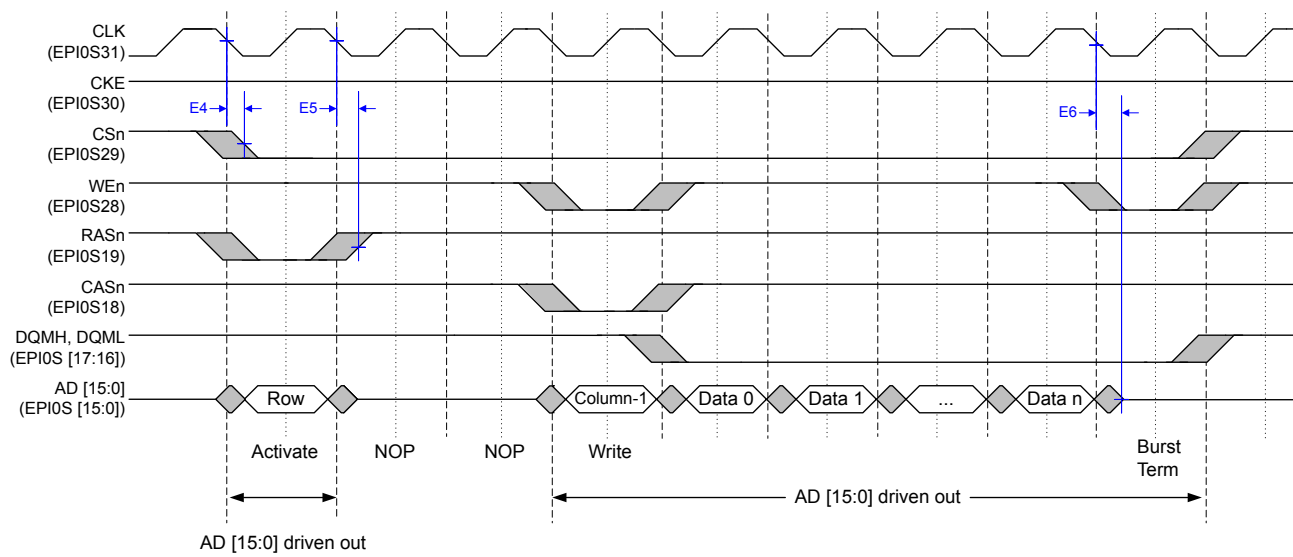 CLK
(EPI0S31)
CKE
(EPI0S30)
E4
E5
E6
CSn
(EPI0S29)
WEn
(EPI0S28)
RASn
(EPI0S19)
CASn
(EPI0S18)
DQMH, DQML
(EPI0S [17:16])
AD [15:0]
(EPI0S [15:0])
Row
Column-1
Data 0
Data 1
...
Data n
Activate
NOP
NOP
Write
Burst
Term
AD [15:0] driven out
AD [15:0] driven out